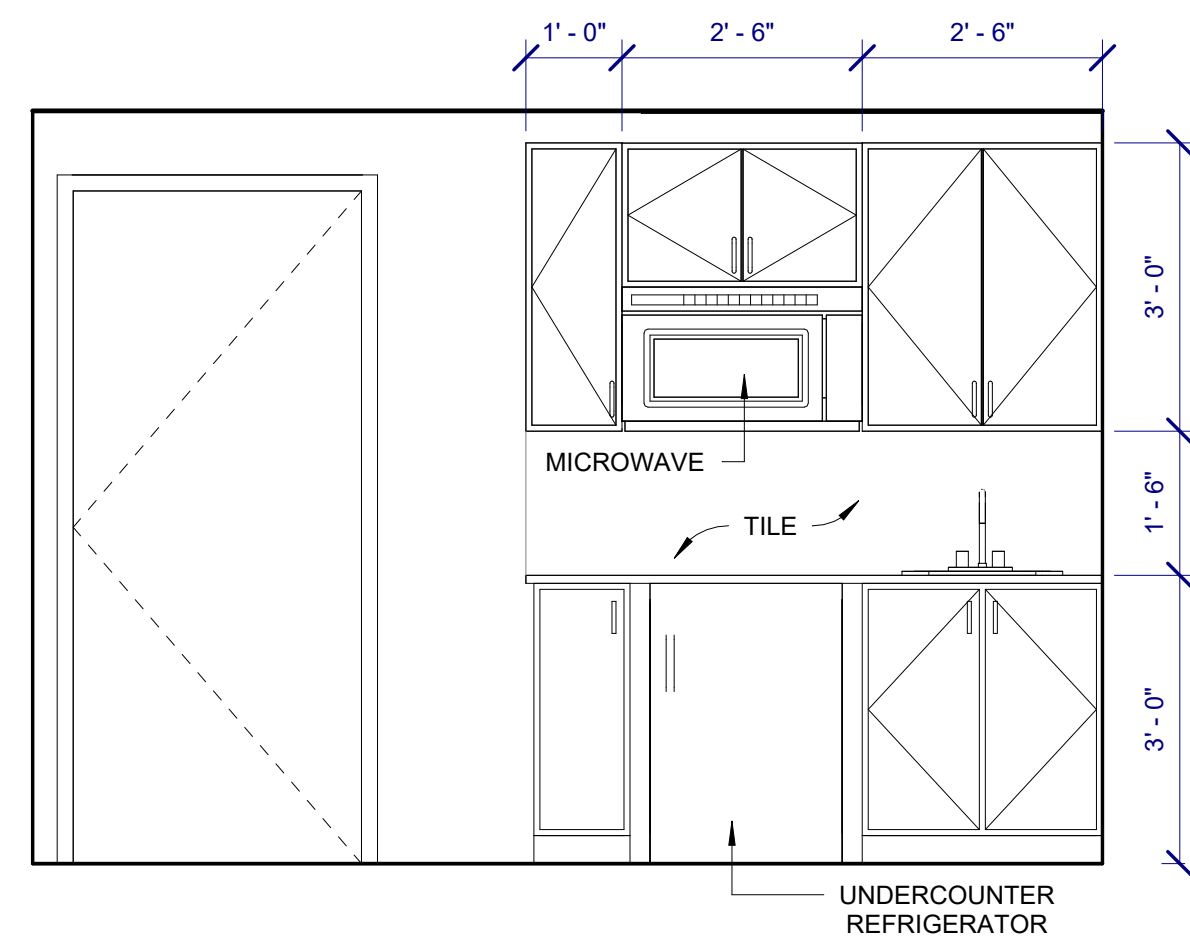 1' - 0"
2' - 6"
2' - 6"
3' - 0"
MICROWAVE
1' - 6"
TILE
3' - 0"
UNDERCOUNTER
REFRIGERATOR